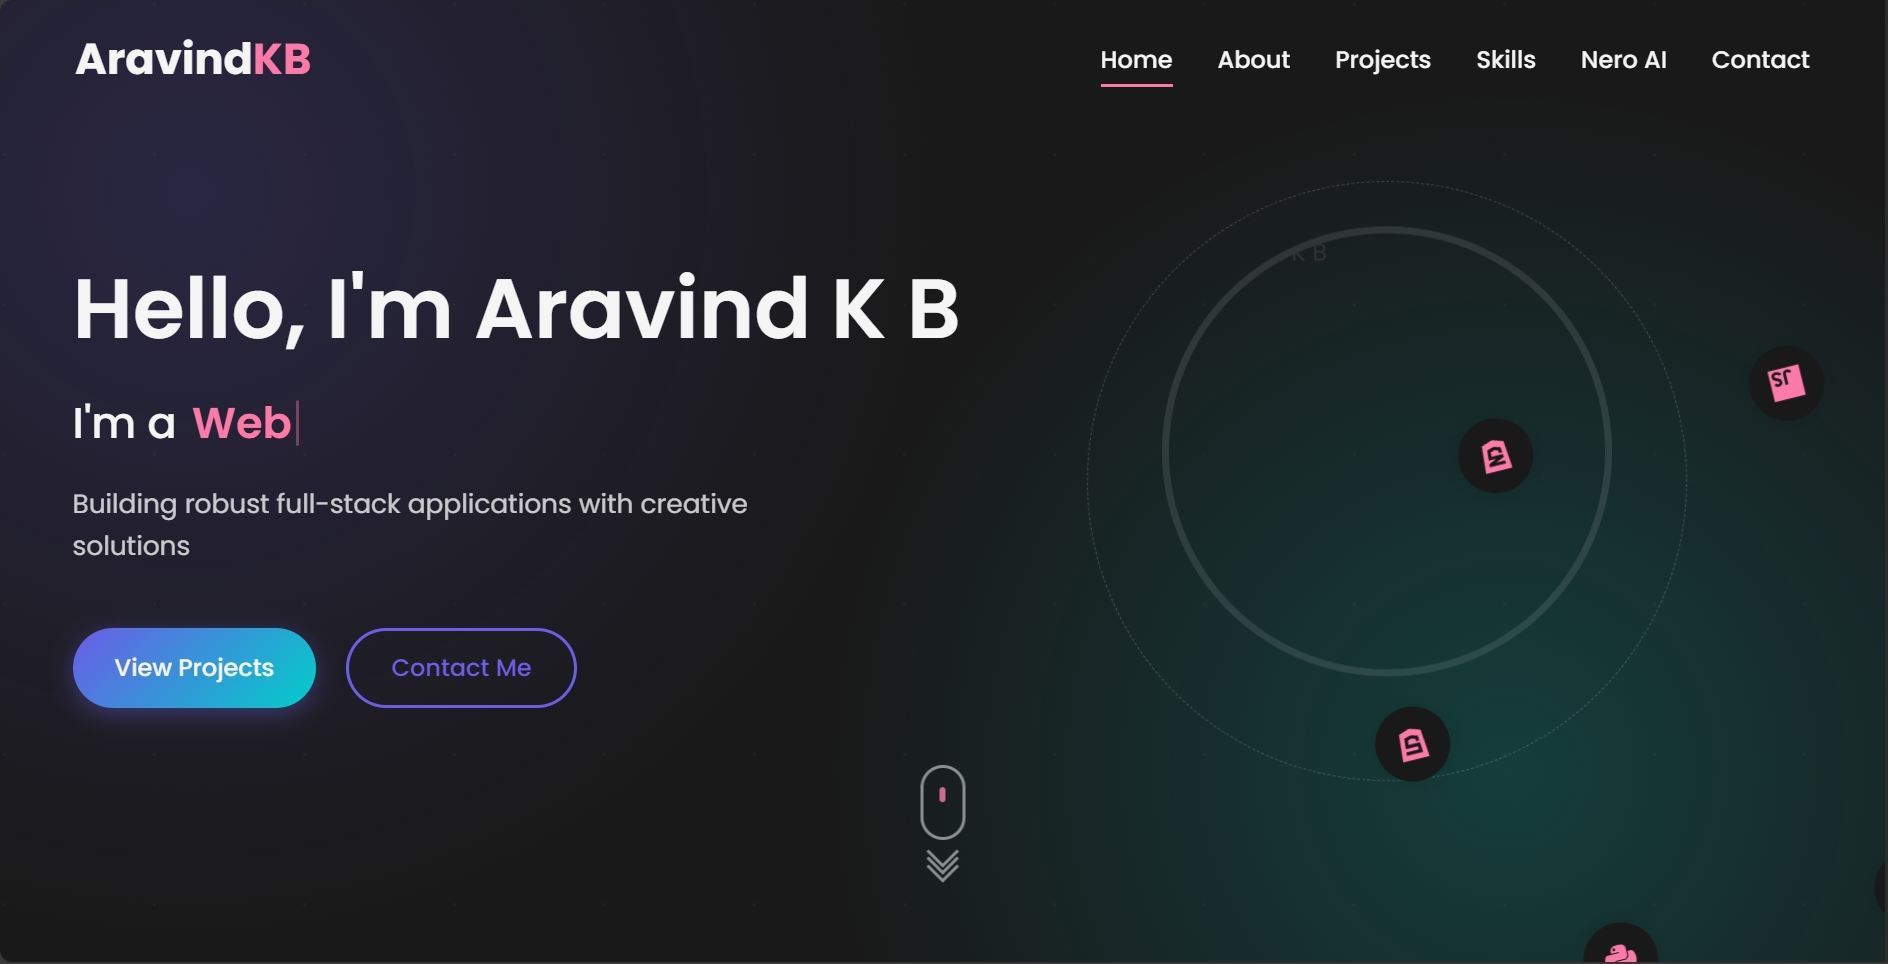 AravindKB
Home About Projects Skills Nero AI Contact
K B
Hello, I'm Aravind K B
JS
I'm a Web
Building robust full-stack applications with creative
solutions
View Projects Contact Me